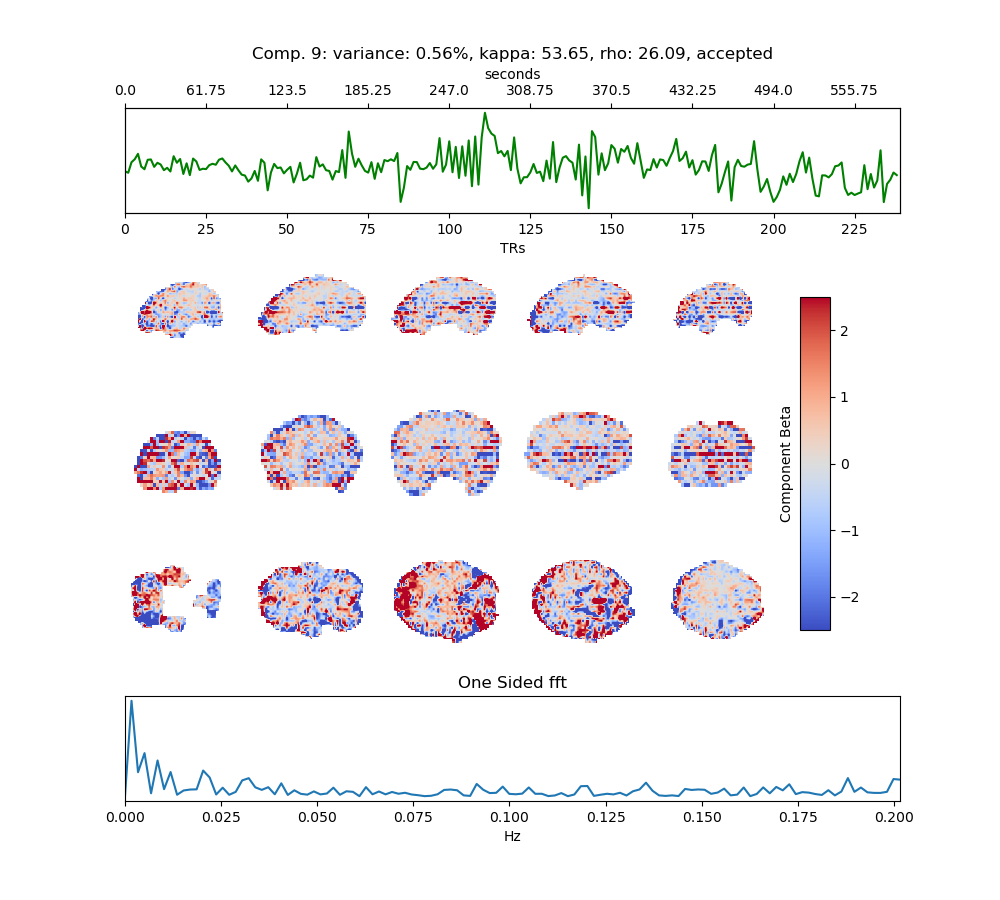 Comp. 9: variance: 0.56%, kappa: 53.65, rho: 26.09, accepted
seconds
0.0 61.75 123.5 185.25 247.0 308.75 370.5 432.25 494.0 555.75
0 25 50 75 100 125 150 175 200 225
TRs
2
1
0
−1
−2
Component Beta
One Sided fft
0.000 0.025 0.050 0.075 0.100 0.125 0.150 0.175 0.200
Hz